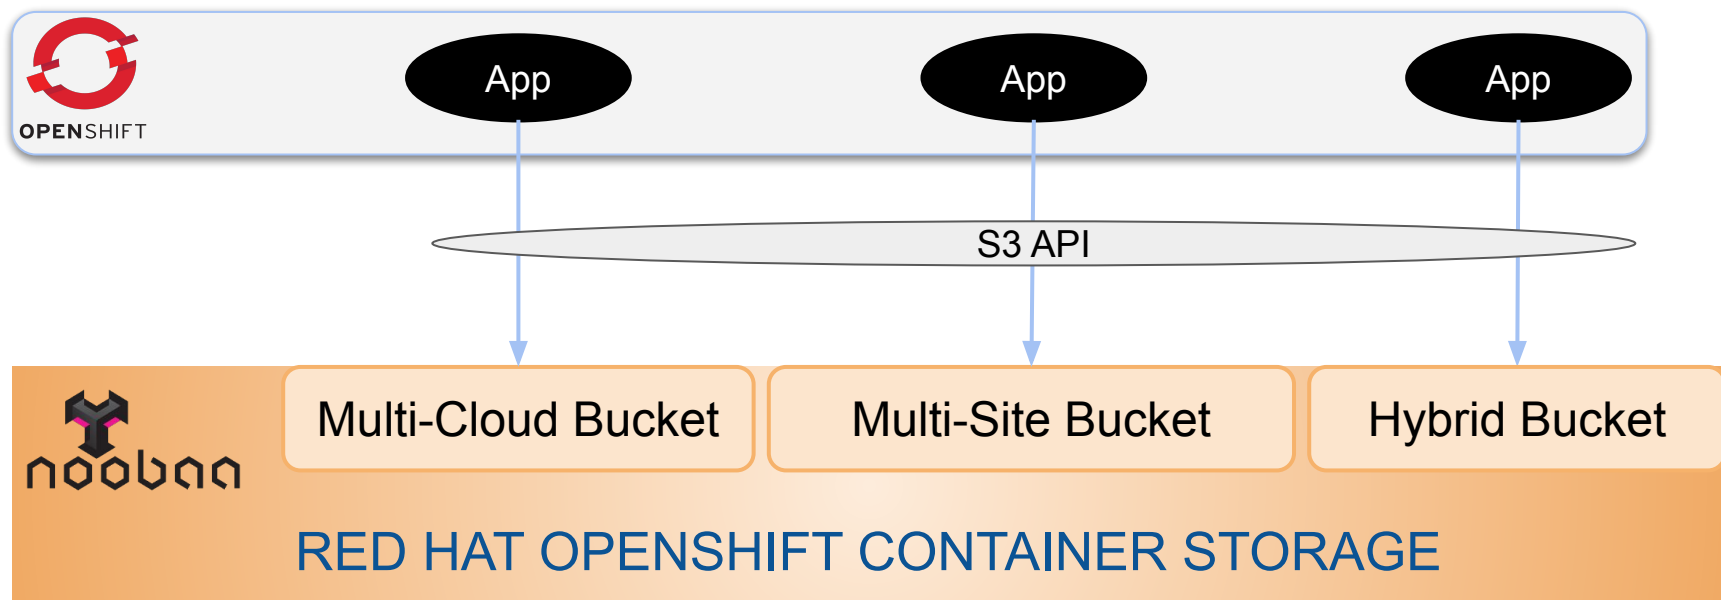 App App App
OPENSHIFT
S3 API
Multi-Cloud Bucket Multi-Site Bucket Hybrid Bucket
noobaa
RED HAT OPENSHIFT CONTAINER STORAGE